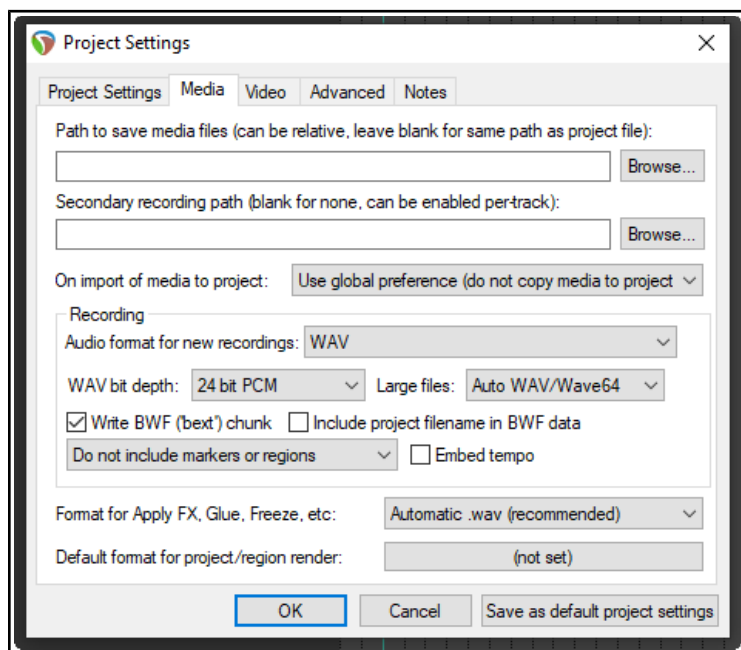 Project Settings
Project Settings Media Video Advanced Notes
Path to save media files (can be relative, leave blank for same path as project file):
Browse...
Secondary recording path (blank for none, can be enabled per-track):
Browse...
On import of media to project: Use global preference (do not copy media to project
Recording
Audio format for new recordings: WAV
WAV bit depth: 24 bit PCM Large files: Auto WAV/Wave64
Write BWF ('bext') chunk Include project filename in BWF data
Do not include markers or regions Embed tempo
Format for Apply FX, Glue, Freeze, etc: Automatic .wav (recommended)
Default format for project/region render: (not set)
OK Cancel Save as default project settings